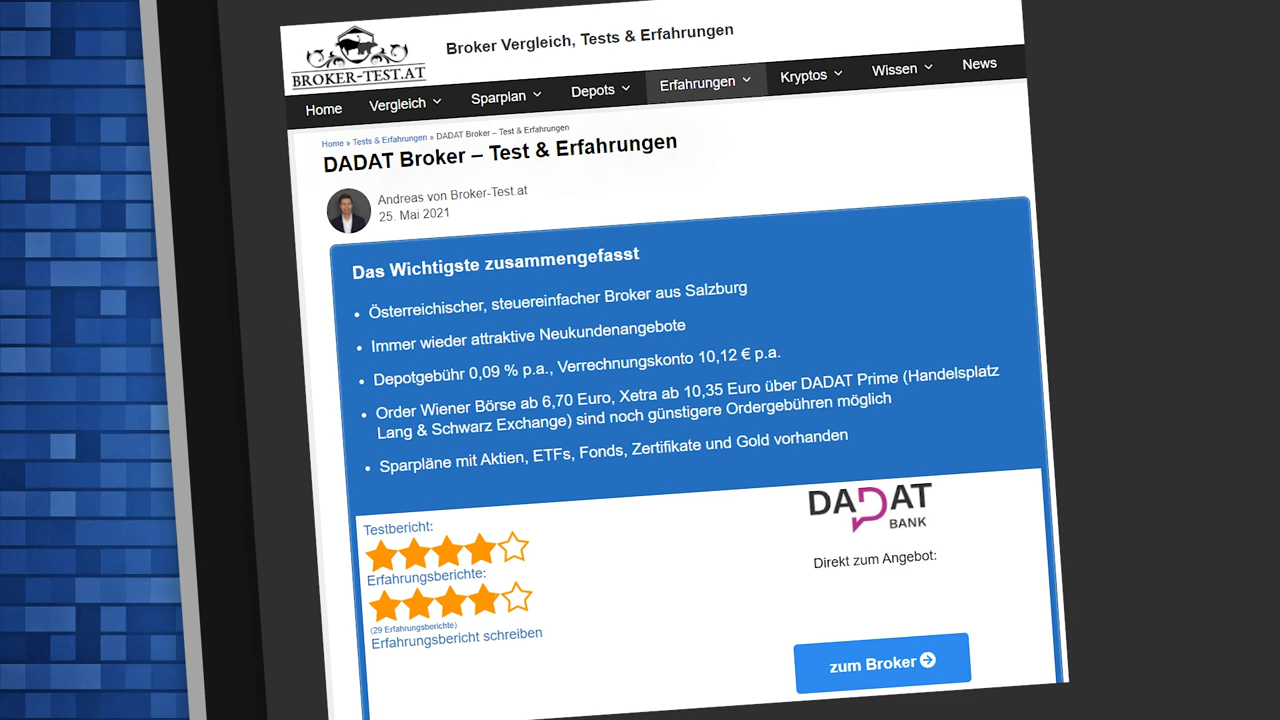 BROKER-TEST.AT
Broker Vergleich, Tests & Erfahrungen
Home Vergleich Sparplan Depots Erfahrungen Kryptos Wissen News
Home » Tests & Erfahrungen » DADAT Broker – Test & Erfahrungen
DADAT Broker – Test & Erfahrungen
Andreas von Broker-Test.at
25. Mai 2021
Das Wichtigste zusammengefasst
• Österreichischer, steuereinfacher Broker aus Salzburg
• Immer wieder attraktive Neukundenangebote
• Depotgebühr 0,09 % p.a., Verrechnungskonto 10,12 € p.a.
• Order Wiener Börse ab 6,70 Euro, Xetra ab 10,35 Euro über DADAT Prime (Handelsplatz
Lang & Schwarz Exchange) sind noch günstigere Ordergebühren möglich
• Sparpläne mit Aktien, ETFs, Fonds, Zertifikate und Gold vorhanden
Testbericht:
Erfahrungsberichte:
(29 Erfahrungsberichte)
Erfahrungsbericht schreiben
DADAT
BANK
Direkt zum Angebot:
zum Broker